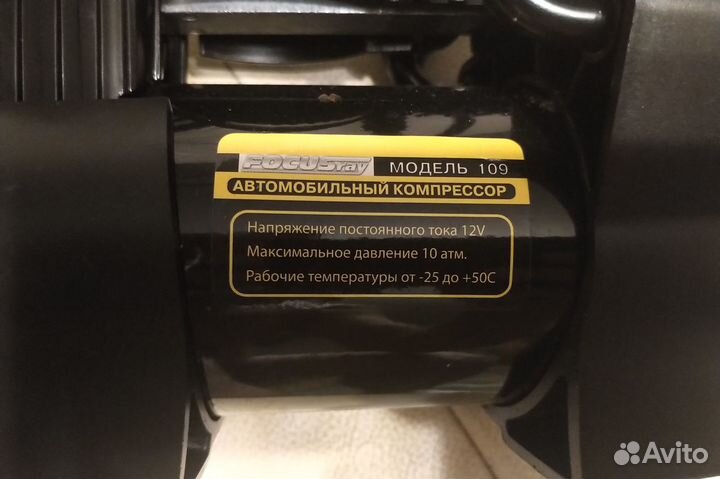 FOCUSray МОДЕЛЬ 109
АВТОМОБИЛЬНЫЙ КОМПРЕССОР
Напряжение постоянного тока 12V
Максимальное давление 10 атм.
Рабочие температуры от -25 до +50С
Avito